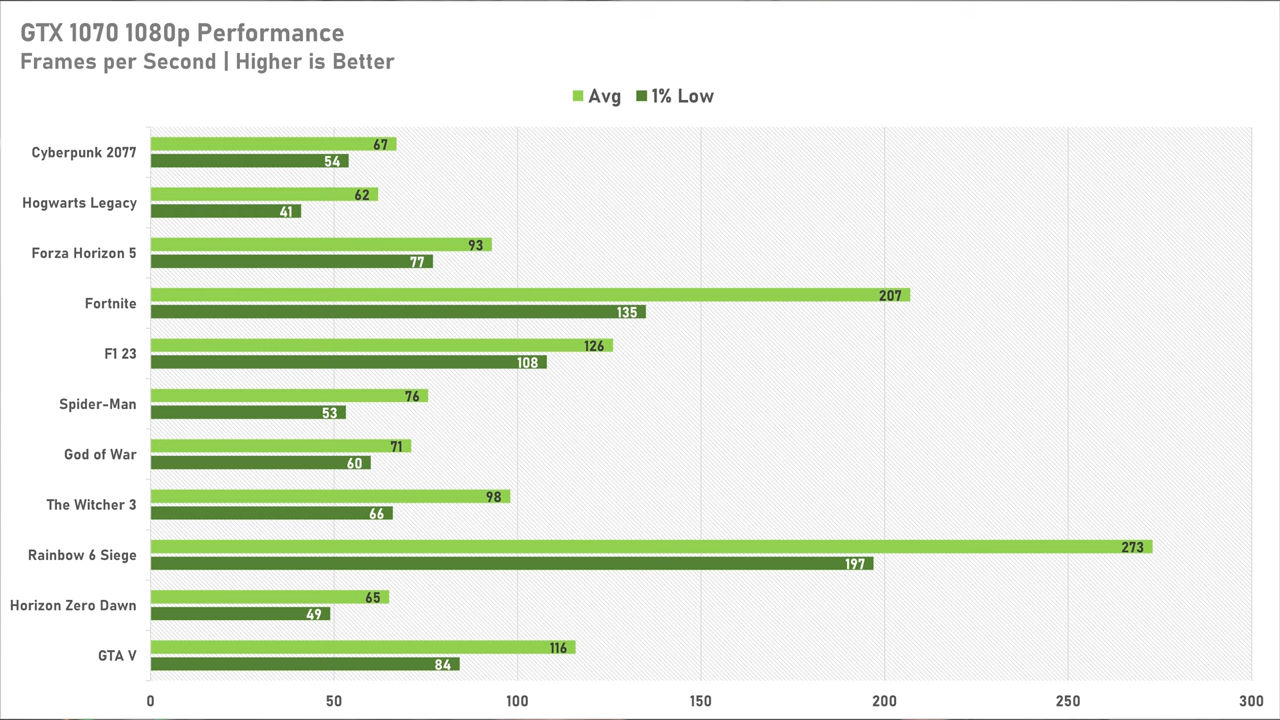 GTX 1070 1080p Performance
Frames per Second | Higher is Better
Avg 1% Low
Cyberpunk 2077 67
54
Hogwarts Legacy 62
41
Forza Horizon 5 93
77
Fortnite 207
135
F1 23 126
108
Spider-Man 76
53
God of War 71
60
The Witcher 3 98
66
Rainbow 6 Siege 273
197
Horizon Zero Dawn 65
49
GTA V 116
84
0 50 100 150 200 250 300